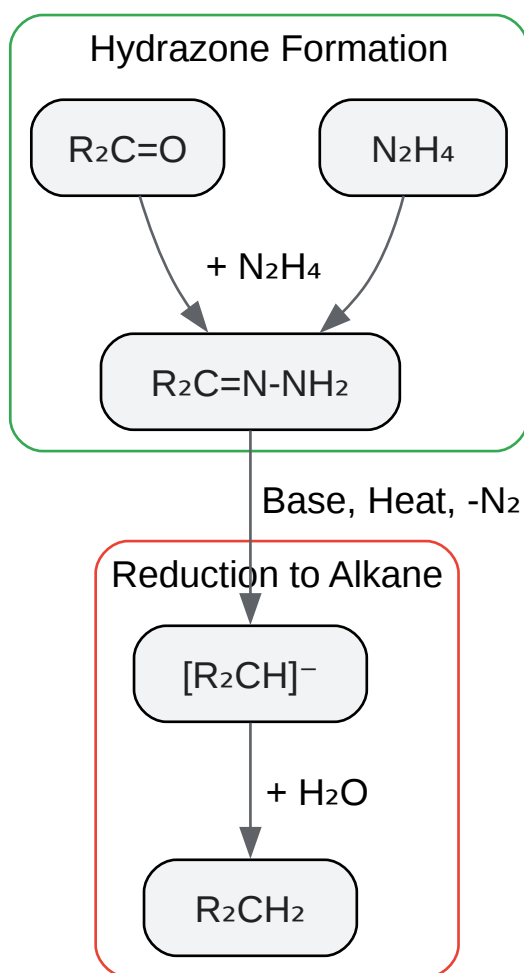 Hydrazone Formation
R₂C=O
N₂H₄
+ N₂H₄
R₂C=N-NH₂
Base, Heat, -N₂
Reduction to Alkane
[R₂CH]⁻
+ H₂O
R₂CH₂